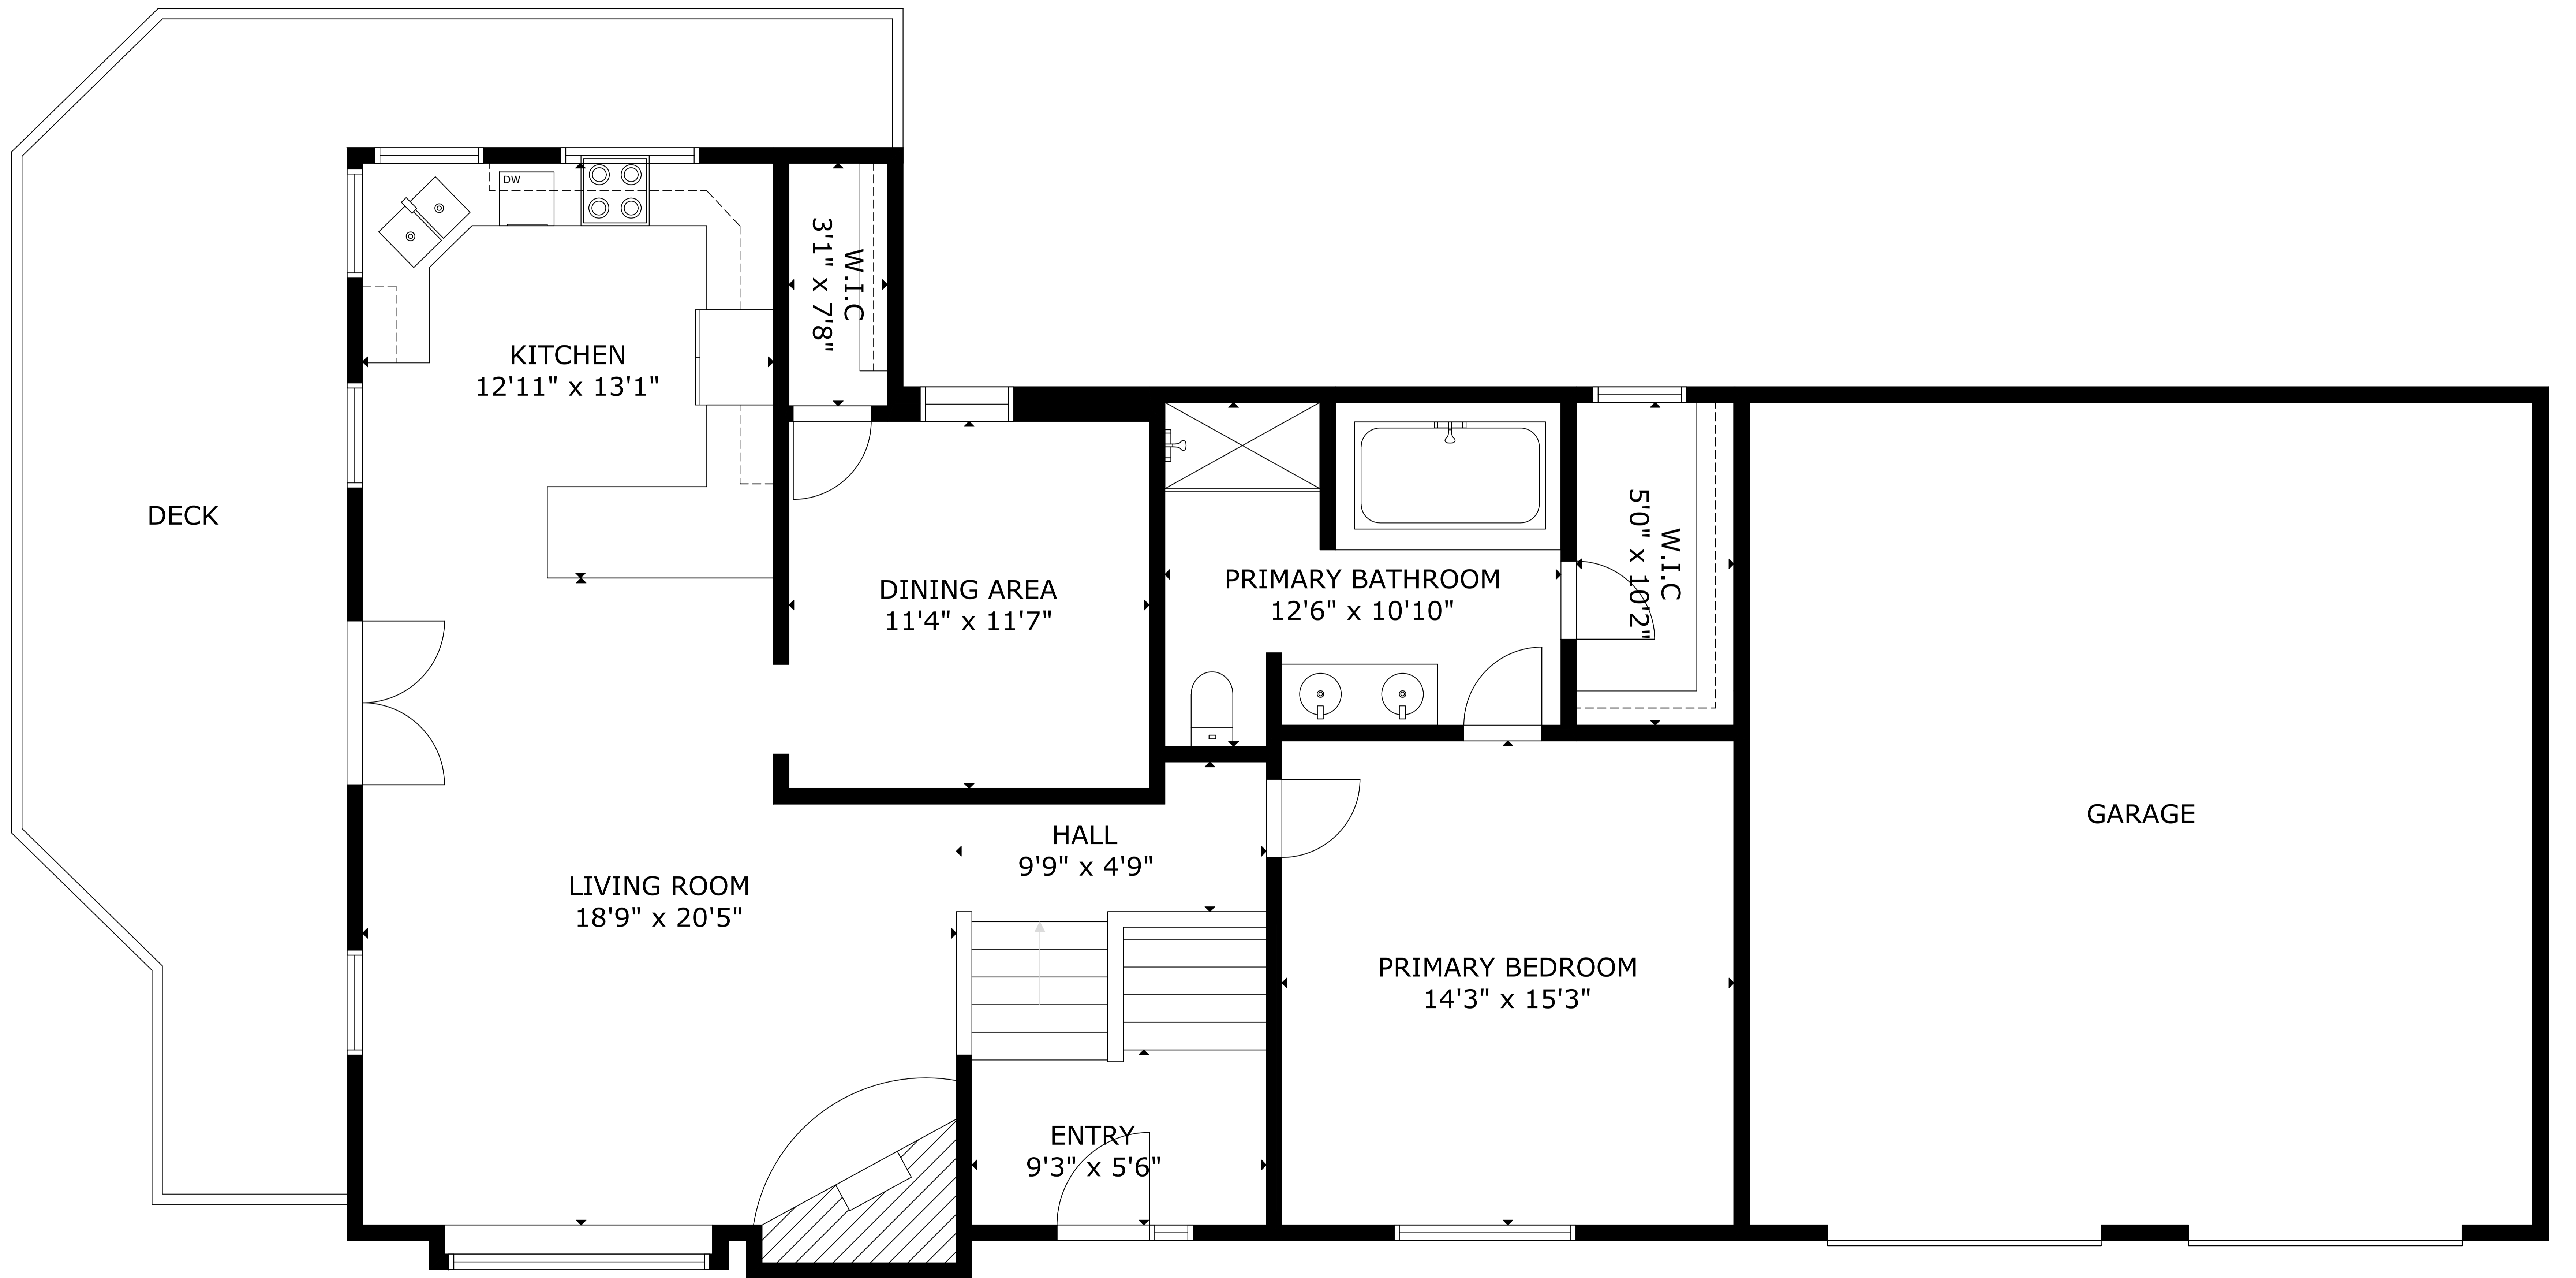 DW
W.I.C
3'1" x 7'8"
KITCHEN
12'11" x 13'1"
DECK
DINING AREA
11'4" x 11'7"
PRIMARY BATHROOM
12'6" x 10'10"
W.I.C
5'0" x 10'2"
GARAGE
HALL
9'9" x 4'9"
LIVING ROOM
18'9" x 20'5"
PRIMARY BEDROOM
14'3" x 15'3"
ENTRY
9'3" x 5'6"